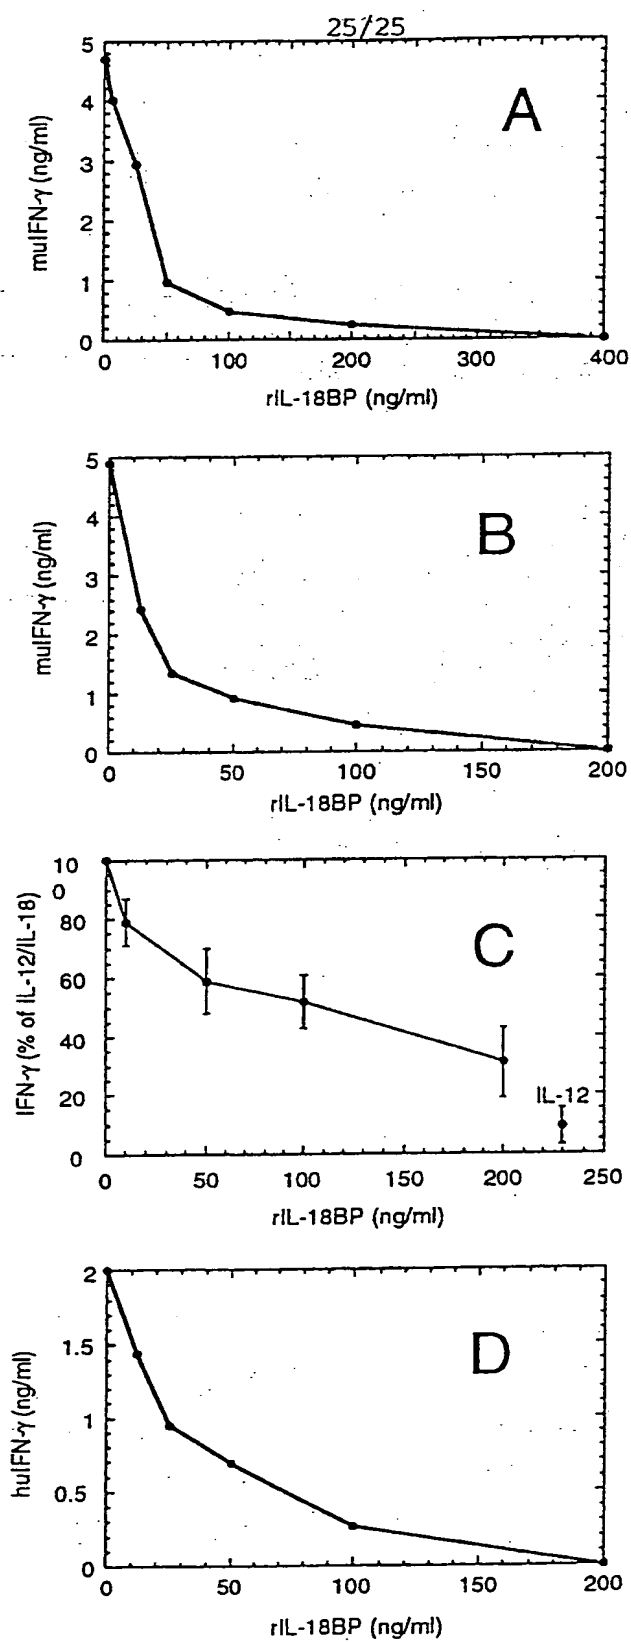 25/25
5
4
3
2
1
0
muIFN-γ (ng/ml)
A
0 100 200 300 400
rIL-18BP (ng/ml)
5
4
3
2
1
0
muIFN-γ (ng/ml)
B
0 50 100 150 200
rIL-18BP (ng/ml)
10
0
80
60
40
20
0
IFN-γ (% of IL-12/IL-18)
C
IL-12
0 50 100 150 200 250
rIL-18BP (ng/ml)
2
1.5
1
0.5
0
huIFN-γ (ng/ml)
D
0 50 100 150 200
rIL-18BP (ng/ml)